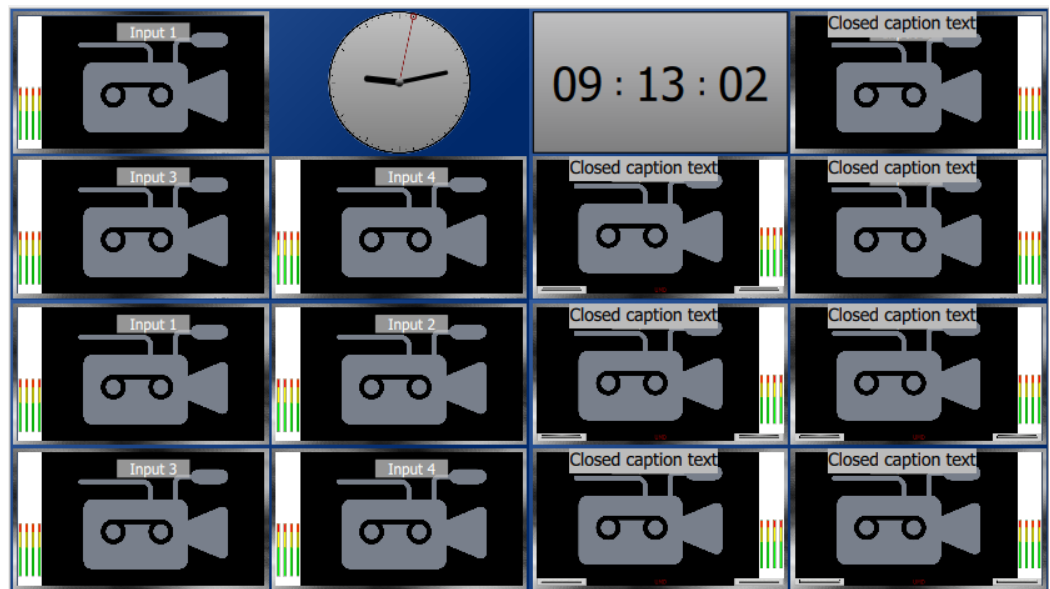 Input 1
09 : 13 : 02
Closed caption text
Input 3
Input 4
Closed caption text
Closed caption text
Input 1
Input 2
Closed caption text
Closed caption text
Input 3
Input 4
Closed caption text
Closed caption text